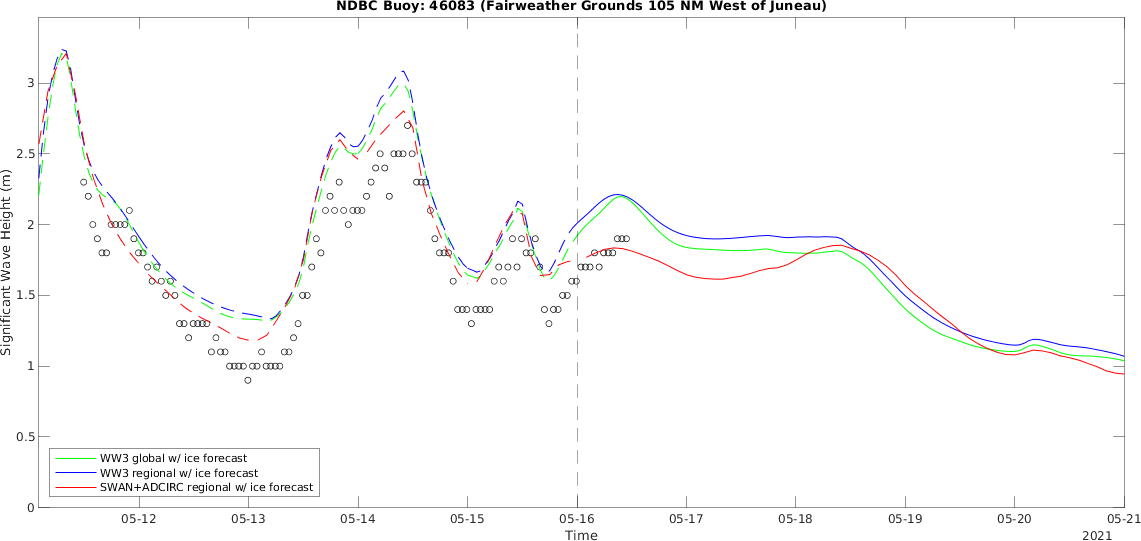 NDBC Buoy: 46083 (Fairweather Grounds 105 NM West of Juneau)
Significant Wave Height (m)
3
2.5
2
1.5
1
0.5
0
WW3 global w/ ice forecast
WW3 regional w/ ice forecast
SWAN+ADCIRC regional w/ ice forecast
05-12 05-13 05-14 05-15 05-16 05-17 05-18 05-19 05-20 05-21
Time
2021